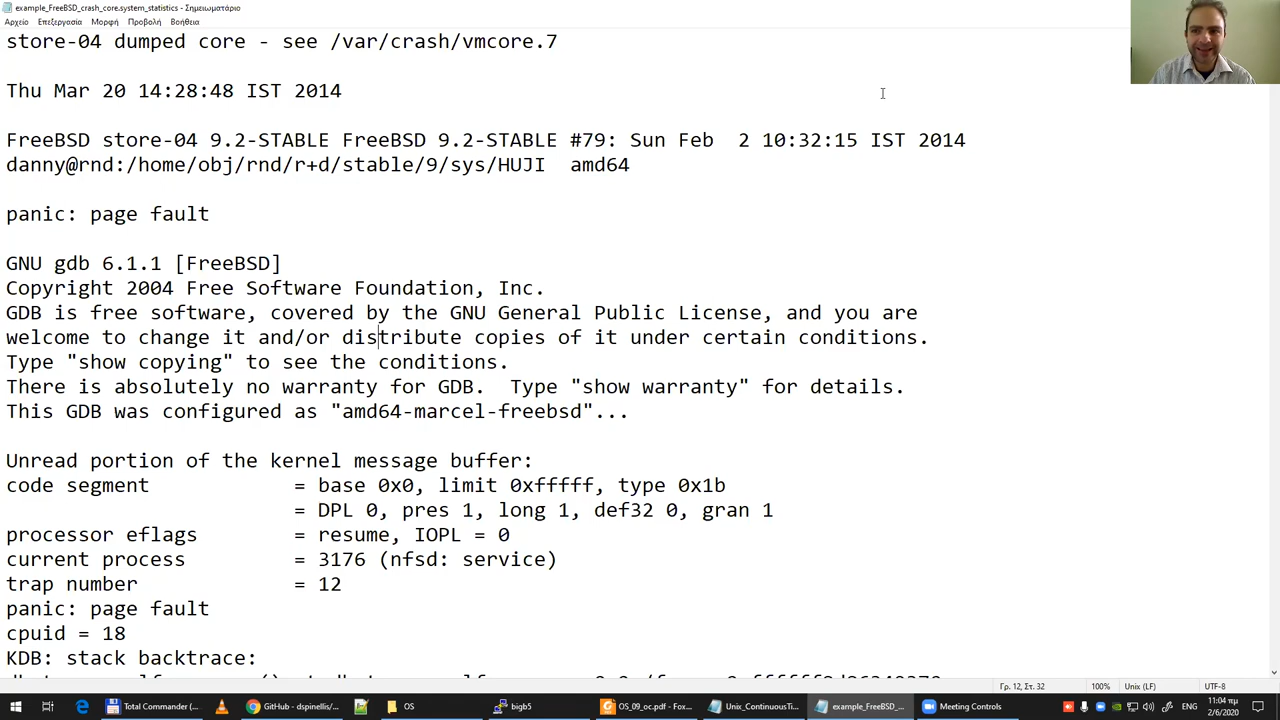 example_FreeBSD_crash_core.system_statistics - Σημειωματάριο
Αρχείο Επεξεργασία Μορφή Προβολή Βοήθεια
store-04 dumped core - see /var/crash/vmcore.7
Thu Mar 20 14:28:48 IST 2014
FreeBSD store-04 9.2-STABLE FreeBSD 9.2-STABLE #79: Sun Feb  2 10:32:15 IST 2014
danny@rnd:/home/obj/rnd/r+d/stable/9/sys/HUJI  amd64
panic: page fault
GNU gdb 6.1.1 [FreeBSD]
Copyright 2004 Free Software Foundation, Inc.
GDB is free software, covered by the GNU General Public License, and you are
welcome to change it and/or distribute copies of it under certain conditions.
Type "show copying" to see the conditions.
There is absolutely no warranty for GDB.  Type "show warranty" for details.
This GDB was configured as "amd64-marcel-freebsd"...
Unread portion of the kernel message buffer:
code segment            = base 0x0, limit 0xfffff, type 0x1b
                        = DPL 0, pres 1, long 1, def32 0, gran 1
processor eflags        = resume, IOPL = 0
current process         = 3176 (nfsd: service)
trap number             = 12
panic: page fault
cpuid = 18
KDB: stack backtrace:
Γρ. 12, Στ. 32 100% Unix (LF) UTF-8
Total Commander (... GitHub - dspinellis/... OS bigb5 OS_09_oc.pdf - Fox... Unix_ContinuousTi... example_FreeBSD_... Meeting Controls 11:04 πμ
2/6/2020